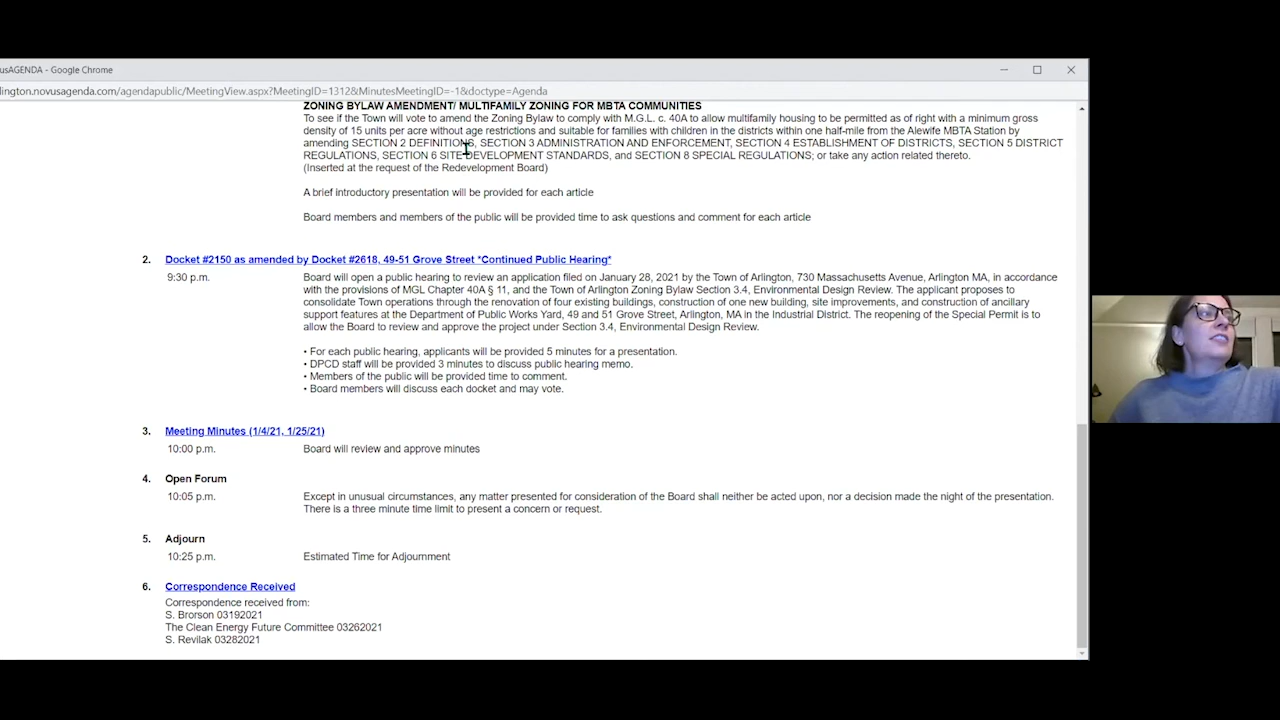 usAGENDA - Google Chrome
lington.novusagenda.com/agendapublic/MeetingView.aspx?MeetingID=1312&MinutesMeetingID=-1&doctype=Agenda
ZONING BYLAW AMENDMENT/ MULTIFAMILY ZONING FOR MBTA COMMUNITIES
To see if the Town will vote to amend the Zoning Bylaw to comply with M.G.L. c. 40A to allow multifamily housing to be permitted as of right with a minimum gross
density of 15 units per acre without age restrictions and suitable for families with children in the districts within one half-mile from the Alewife MBTA Station by
amending SECTION 2 DEFINITIONS, SECTION 3 ADMINISTRATION AND ENFORCEMENT, SECTION 4 ESTABLISHMENT OF DISTRICTS, SECTION 5 DISTRICT
REGULATIONS, SECTION 6 SITE DEVELOPMENT STANDARDS, and SECTION 8 SPECIAL REGULATIONS; or take any action related thereto.
(Inserted at the request of the Redevelopment Board)
A brief introductory presentation will be provided for each article
Board members and members of the public will be provided time to ask questions and comment for each article
2. Docket #2150 as amended by Docket #2618, 49-51 Grove Street *Continued Public Hearing*
9:30 p.m. Board will open a public hearing to review an application filed on January 28, 2021 by the Town of Arlington, 730 Massachusetts Avenue, Arlington MA, in accordance
with the provisions of MGL Chapter 40A § 11, and the Town of Arlington Zoning Bylaw Section 3.4, Environmental Design Review. The applicant proposes to
consolidate Town operations through the renovation of four existing buildings, construction of one new building, site improvements, and construction of ancillary
support features at the Department of Public Works Yard, 49 and 51 Grove Street, Arlington, MA in the Industrial District. The reopening of the Special Permit is to
allow the Board to review and approve the project under Section 3.4, Environmental Design Review.
• For each public hearing, applicants will be provided 5 minutes for a presentation.
• DPCD staff will be provided 3 minutes to discuss public hearing memo.
• Members of the public will be provided time to comment.
• Board members will discuss each docket and may vote.
3. Meeting Minutes (1/4/21, 1/25/21)
10:00 p.m. Board will review and approve minutes
4. Open Forum
10:05 p.m. Except in unusual circumstances, any matter presented for consideration of the Board shall neither be acted upon, nor a decision made the night of the presentation.
There is a three minute time limit to present a concern or request.
5. Adjourn
10:25 p.m. Estimated Time for Adjournment
6. Correspondence Received
Correspondence received from:
S. Brorson 03192021
The Clean Energy Future Committee 03262021
S. Revilak 03282021